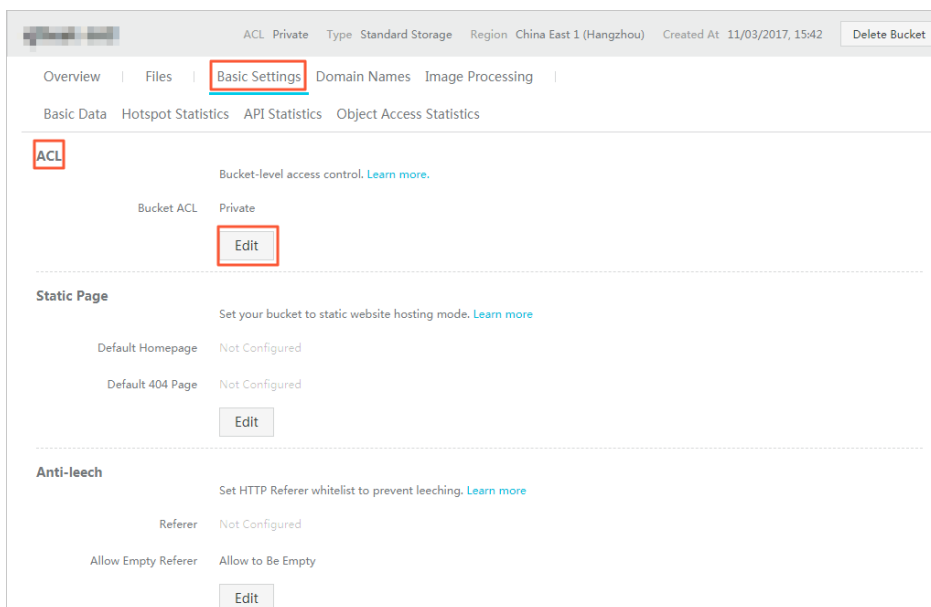 ACL Private Type Standard Storage Region China East 1 (Hangzhou) Created At 11/03/2017, 15:42 Delete Bucket
Overview Files Basic Settings Domain Names Image Processing
Basic Data Hotspot Statistics API Statistics Object Access Statistics
ACL
Bucket-level access control. Learn more.
Bucket ACL Private
Edit
Static Page
Set your bucket to static website hosting mode. Learn more
Default Homepage Not Configured
Default 404 Page Not Configured
Edit
Anti-leech
Set HTTP Referer whitelist to prevent leeching. Learn more
Referer Not Configured
Allow Empty Referer Allow to Be Empty
Edit